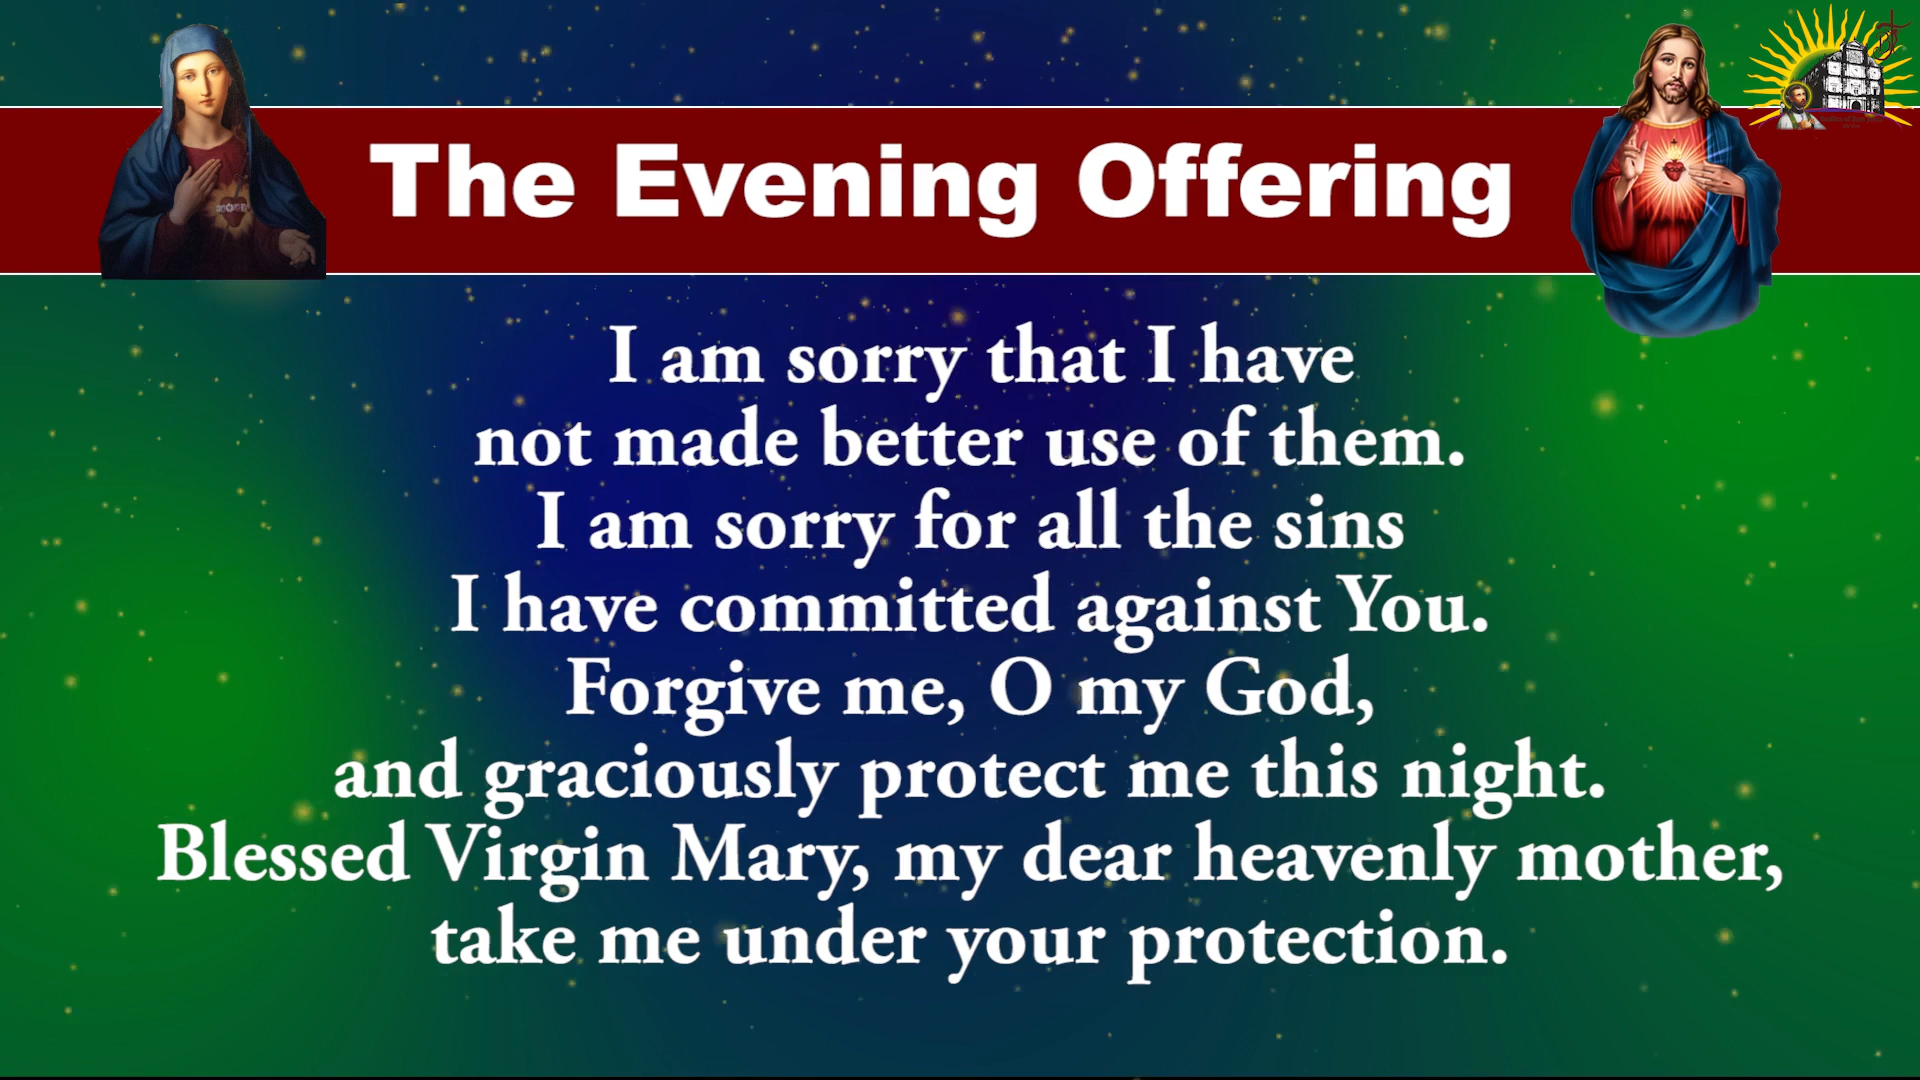 The Evening Offering
I am sorry that I have
not made better use of them.
I am sorry for all the sins
I have committed against You.
Forgive me, O my God,
and graciously protect me this night.
Blessed Virgin Mary, my dear heavenly mother,
take me under your protection.